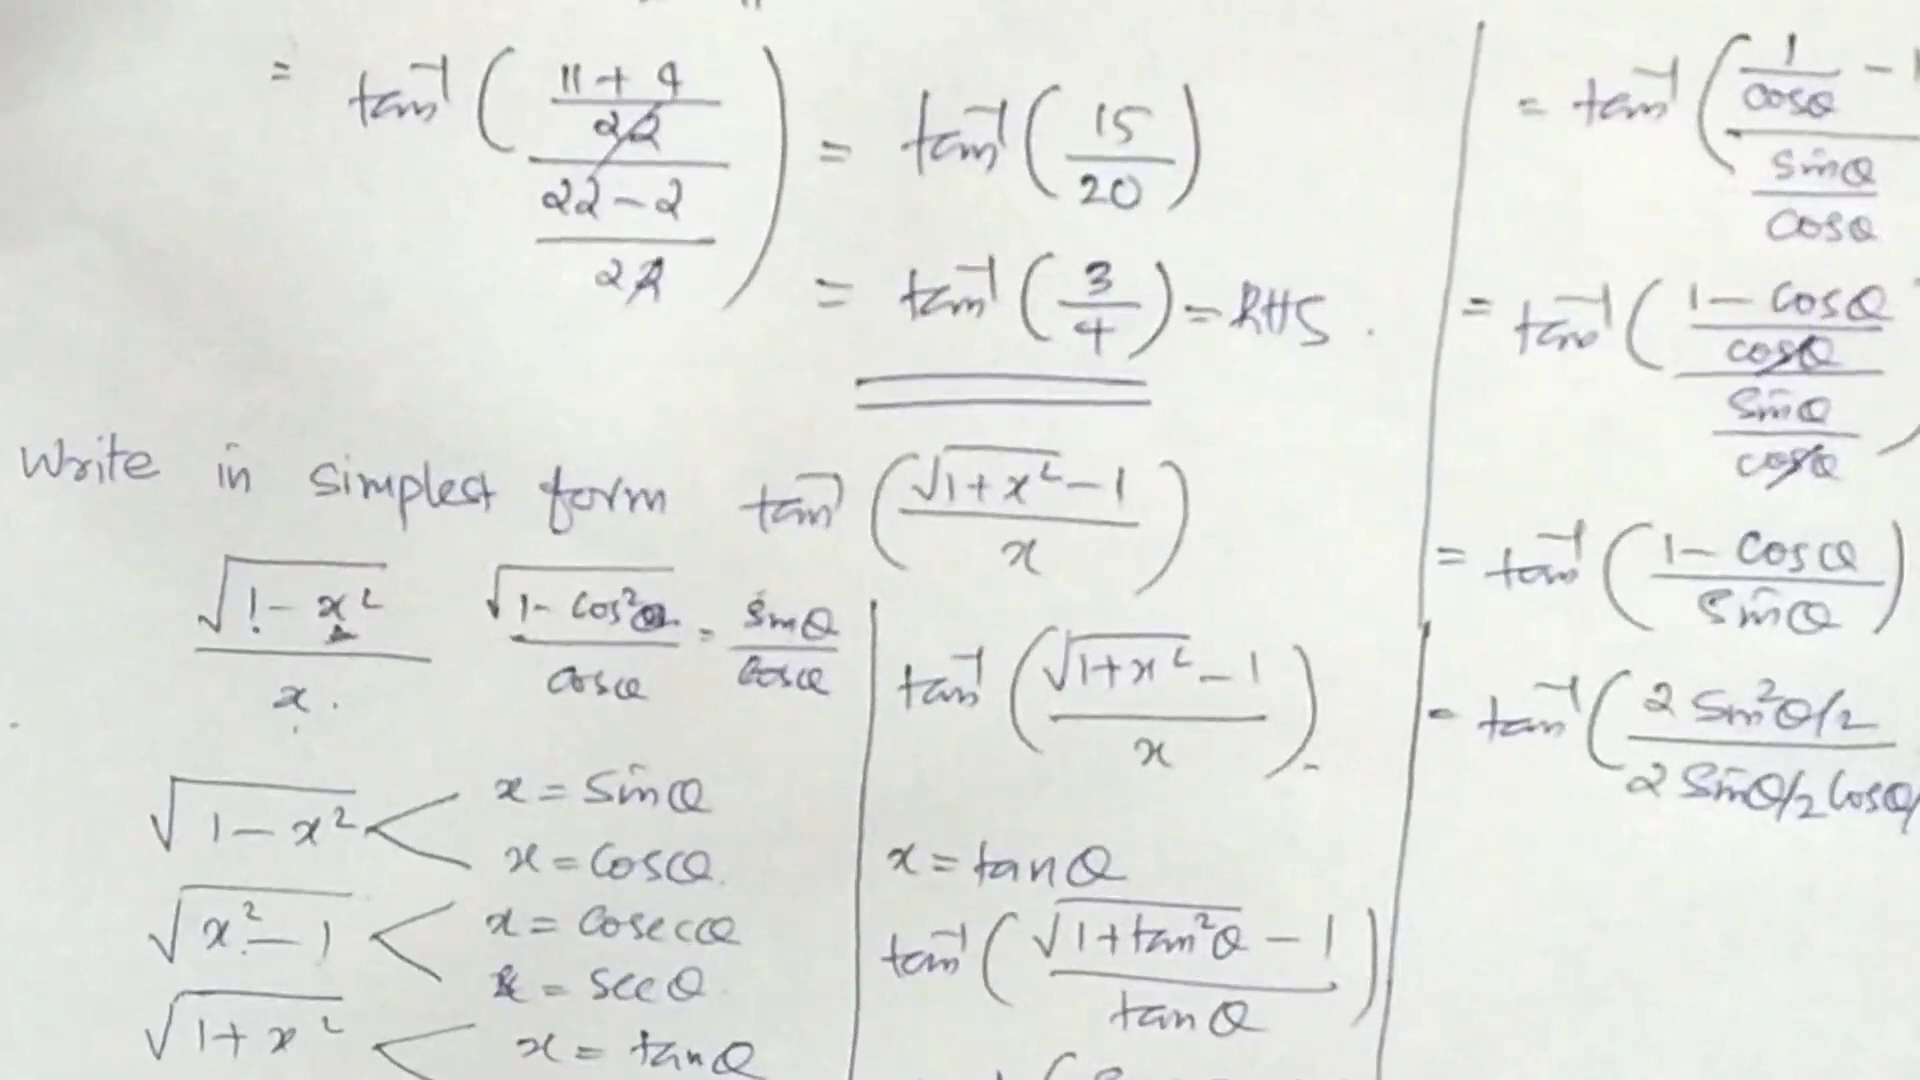 = tan⁻¹ ( (11 + 4)/22 / (22 - 2)/22 ) = tan⁻¹ ( 15/20 )
= tan⁻¹ ( 3/4 ) = RHS .
Write in simplest form tan⁻¹ ( (√(1+x²) - 1)/x )
√(1 - x²)/x . √(1 - cos²θ)/cosθ = sinθ/cosθ
√(1 - x²) < x = sinθ
x = cosθ.
√(x² - 1) < x = cosecθ
x = secθ
√(1 + x²) < x = tanθ
tan⁻¹ ( (√(1+x²) - 1)/x ) .
x = tanθ
tan⁻¹ ( (√(1+tan²θ) - 1)/tanθ )
= tan⁻¹ ( (1/cosθ - 1)/(sinθ/cosθ)
= tan⁻¹ ( ((1 - cosθ)/cosθ)/(sinθ/cosθ) )
= tan⁻¹ ( (1 - cosθ)/sinθ )
= tan⁻¹ ( 2 sin²θ/2 / 2 sinθ/2 cosθ/